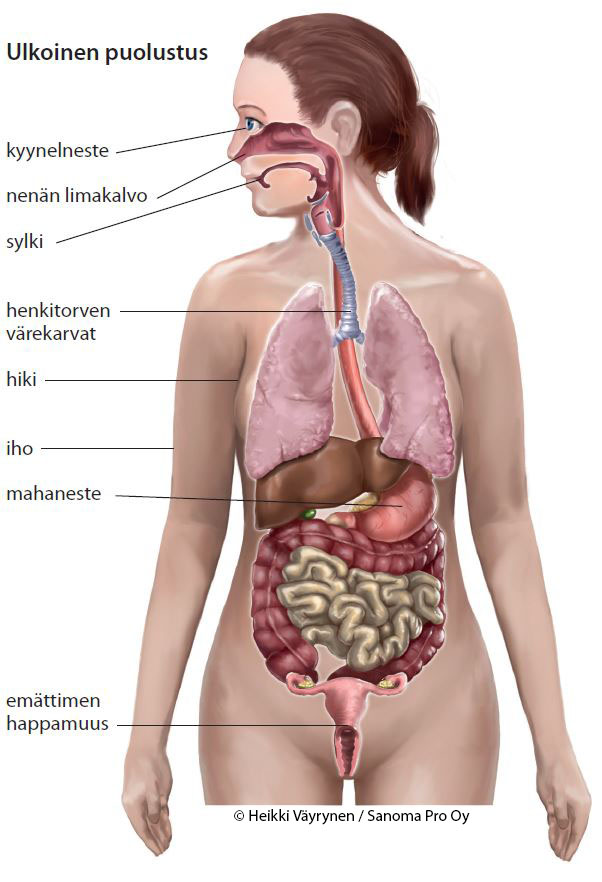 Ulkoinen puolustus
kyynelneste
nenän limakalvo
sylki
henkitorven
värekarvat
hiki
iho
mahaneste
emättimen
happamuus
© Heikki Väyrynen / Sanoma Pro Oy